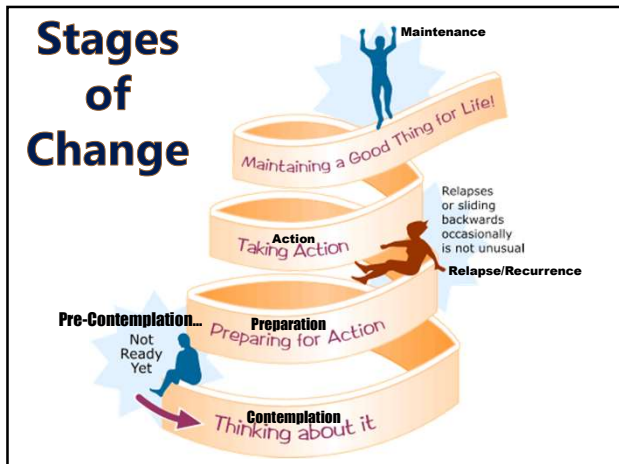 Stages
of
Change
Maintenance
Maintaining a Good Thing for Life!
Relapses
or sliding
backwards
occasionally
is not unusual
Action
Taking Action
Relapse/Recurrence
Pre-Contemplation...
Not
Ready
Yet
Preparation
Preparing for Action
Contemplation
Thinking about it